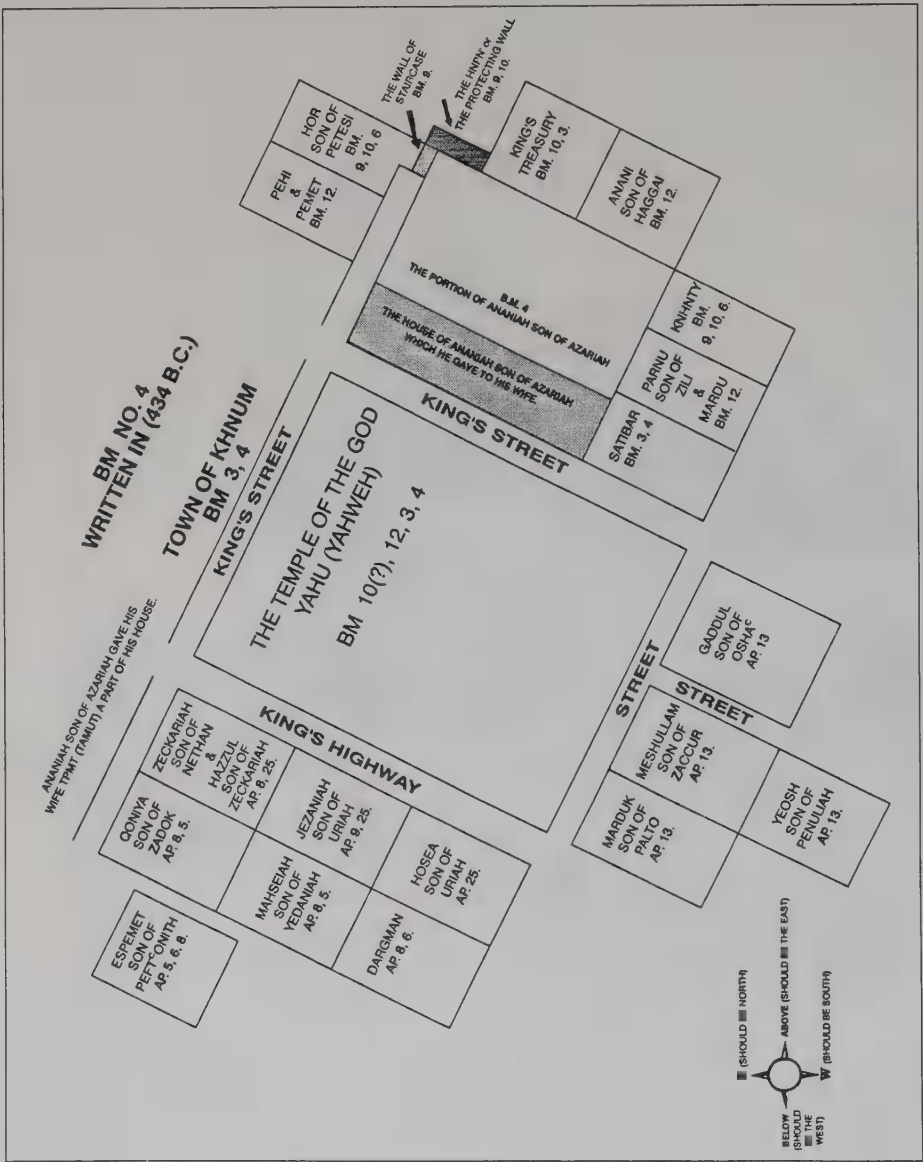 BM NO. 4
WRITTEN IN (434 B.C.)
ANANIAH SON OF AZARIAH GAVE HIS
WIFE TPMT (TAMUT) A PART OF HIS HOUSE.
TOWN OF KHNUM
BM 3, 4
KING'S STREET
THE WALL OF
STAIRCASE
BM. 9.
THE HNPN' or
THE PROTECTING WALL
BM. 9, 10.
HOR
SON OF
PETESI
BM.
9, 10, 6
PEHI
&
PEMET
BM. 12.
KING'S
TREASURY
BM. 10, 3.
ANANI
SON OF
HAGGAI
BM. 12.
B.M. 4
THE PORTION OF ANANIAH SON OF AZARIAH
THE HOUSE OF ANANIAH SON OF AZARIAH
WHICH HE GAVE TO HIS WIFE.
KING'S STREET
KNHNTY
BM.
9, 10, 6.
PARNU
SON OF
ZILI
&
MARDU
BM. 12.
SATIBAR
BM. 3, 4
THE TEMPLE OF THE GOD
YAHU (YAHWEH)
BM 10(?), 12, 3, 4
KING'S HIGHWAY
ZECKARIAH
SON OF
NETHAN
&
HAZZUL
SON OF
ZECKARIAH
AP. 8, 25.
QONIYA
SON OF
ZADOK
AP. 6, 5.
ESPEMET
SON OF
PEFTᶜONITH
AP. 5, 6, 8.
JEZANIAH
SON OF
URIAH
AP. 9, 25.
MAHSEIAH
SON OF
YEDANIAH
AP. 8, 5.
HOSEA
SON OF
URIAH
AP. 25.
DARGMAN
AP. 8, 6.
STREET
STREET
GADDUL
SON OF
OSHAᶜ
AP. 13
MESHULLAM
SON OF
ZACCUR
AP. 13.
MARDUK
SON OF
PALTO
AP. 13.
YEOSH
SON OF
PENULIAH
AP. 13.
(SHOULD NORTH)
ABOVE (SHOULD THE EAST)
W (SHOULD BE SOUTH)
BELOW
(SHOULD
THE
WEST)